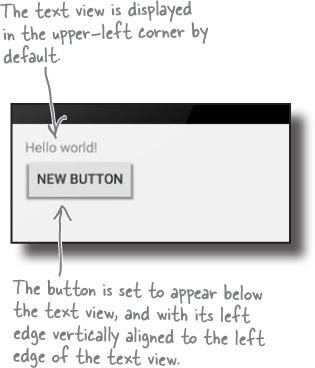 The text view is displayed
in the upper-left corner by
default.
Hello world!
NEW BUTTON
The button is set to appear below
the text view, and with its left
edge vertically aligned to the left
edge of the text view.